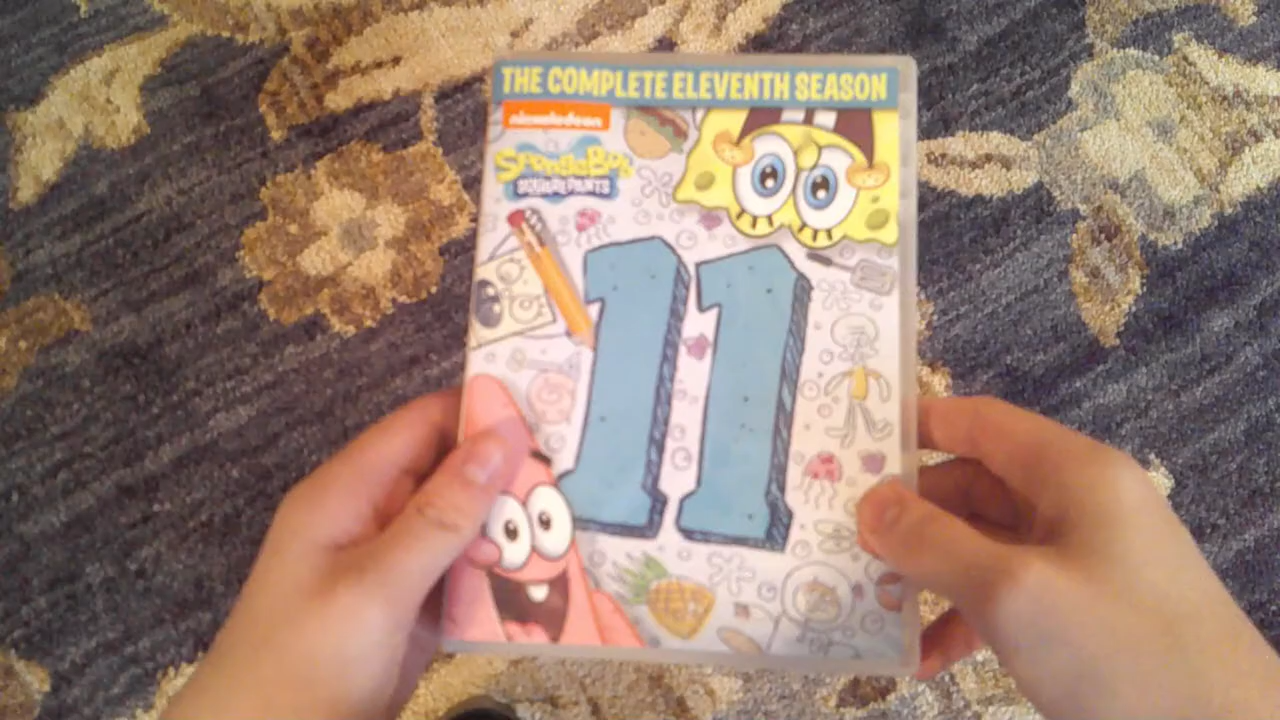 THE COMPLETE ELEVENTH SEASON
nickelodeon
SpongeBob
SQUAREPANTS
11